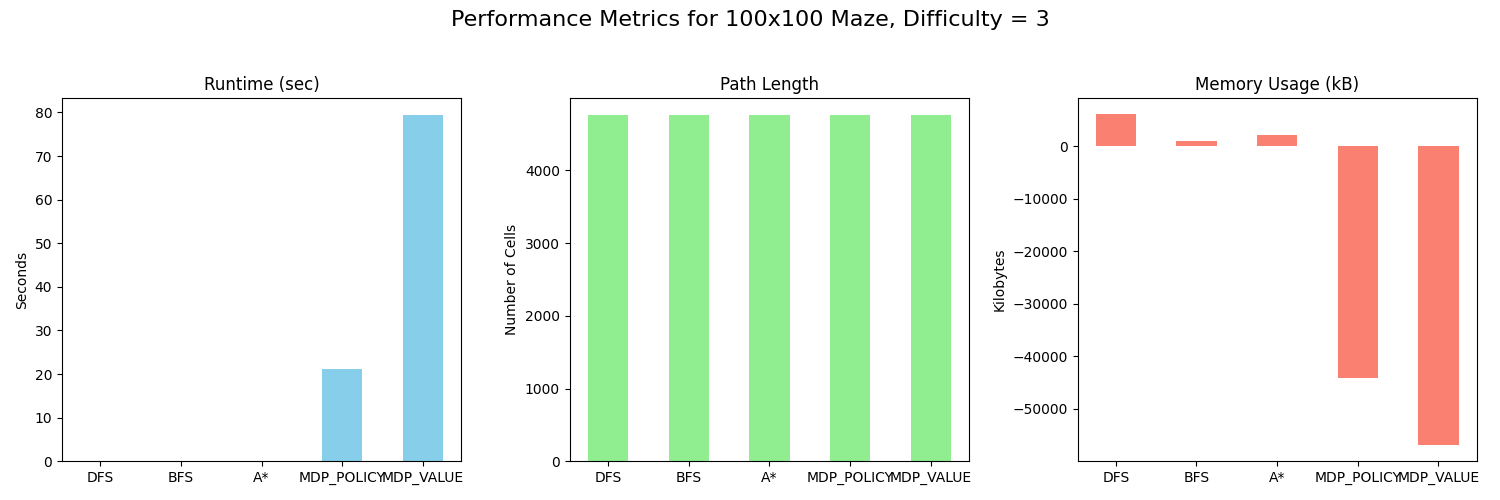 Performance Metrics for 100x100 Maze, Difficulty = 3
Runtime (sec)
Seconds
80
70
60
50
40
30
20
10
0
DFS BFS A* MDP_POLICY MDP_VALUE
Path Length
Number of Cells
4000
3000
2000
1000
0
DFS BFS A* MDP_POLICY MDP_VALUE
Memory Usage (kB)
Kilobytes
0
−10000
−20000
−30000
−40000
−50000
DFS BFS A* MDP_POLICY MDP_VALUE